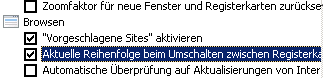 Zoomfaktor für neue Fenster und Registerkarten zurückse
Browsen
"Vorgeschlagene Sites" aktivieren
Aktuelle Reihenfolge beim Umschalten zwischen Registerka
Automatische Überprüfung auf Aktualisierungen von Inter